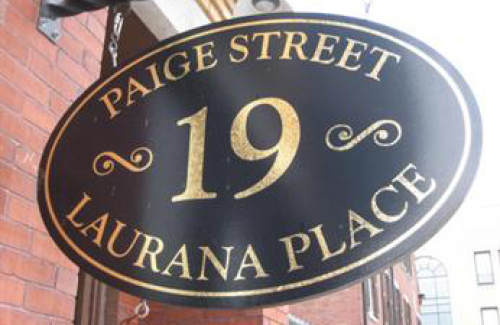 PAIGE STREET
19
LAURANA PLACE